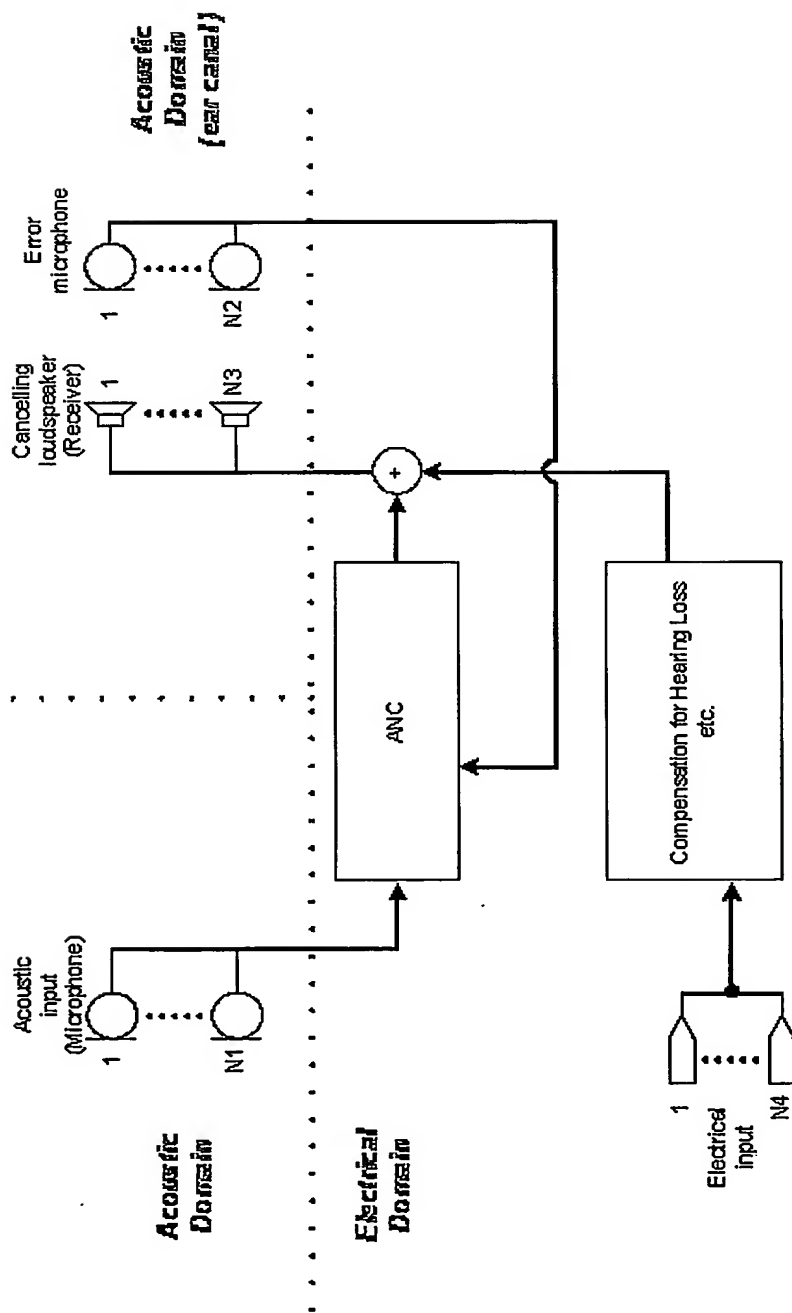 Acoustic
input
(Microphone)
1
N1
Cancelling
loudspeaker
(Receiver)
1
N3
Error
microphone
1
N2
Acoustic
Domain
(ear canal)
Acoustic
Domain
Electrical
Domain
ANC
+
Compensation for Hearing Loss
etc.
1
N4
Electrical
input